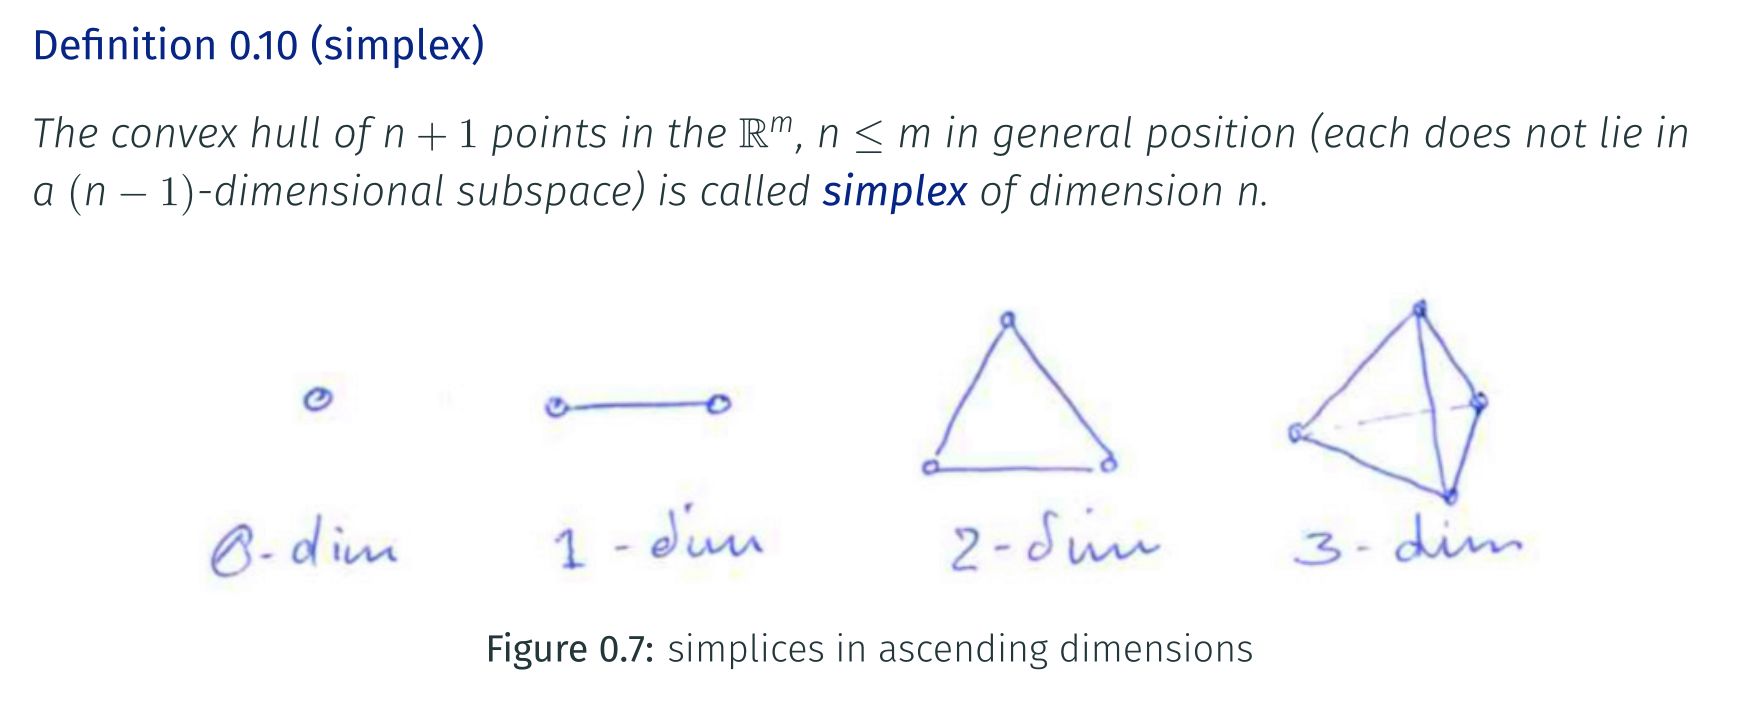 Definition 0.10 (simplex)
The convex hull of n + 1 points in the ℝᵐ, n ≤ m in general position (each does not lie in
a (n − 1)-dimensional subspace) is called simplex of dimension n.
0-dim 1-dim 2-dim 3-dim
Figure 0.7: simplices in ascending dimensions